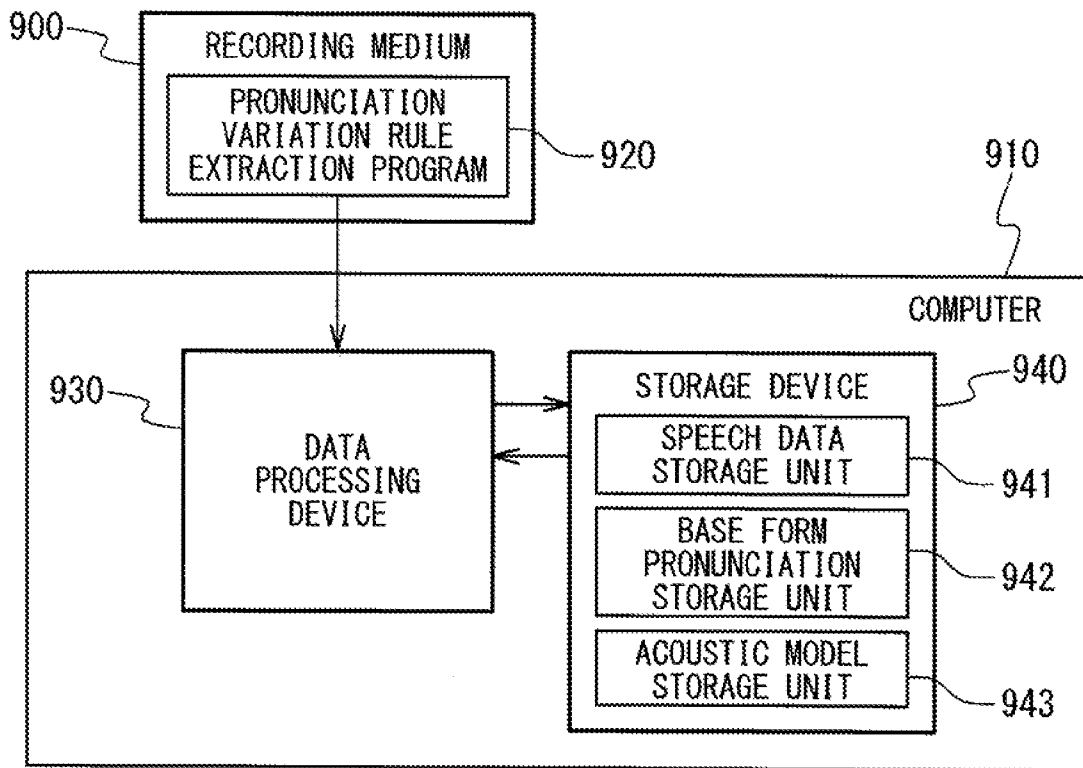 900
RECORDING MEDIUM
PRONUNCIATION
VARIATION RULE
EXTRACTION PROGRAM
920
910
COMPUTER
930
DATA
PROCESSING
DEVICE
STORAGE DEVICE
940
SPEECH DATA
STORAGE UNIT
941
BASE FORM
PRONUNCIATION
STORAGE UNIT
942
ACOUSTIC MODEL
STORAGE UNIT
943